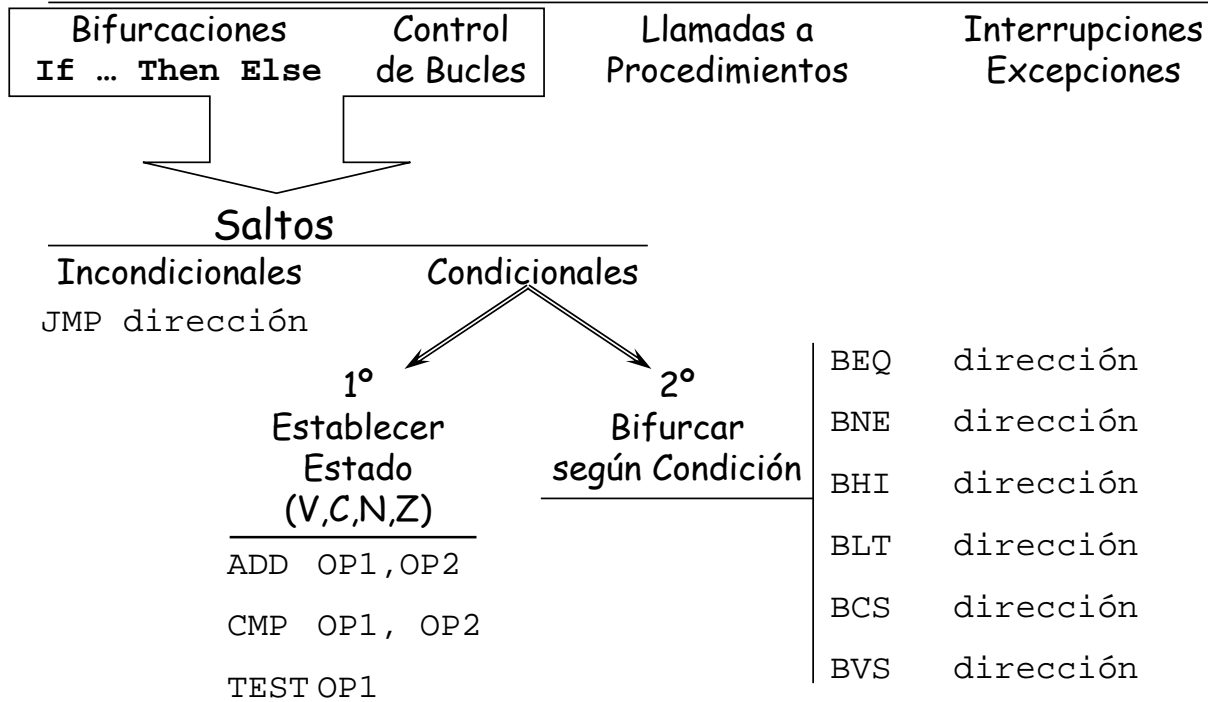 Bifurcaciones Control Llamadas a Interrupciones
If … Then Else de Bucles Procedimientos Excepciones
Saltos
Incondicionales Condicionales
JMP dirección
1º
Establecer
Estado
(V,C,N,Z)
ADD OP1,OP2
CMP OP1, OP2
TEST OP1
2º
Bifurcar
según Condición
BEQ dirección
BNE dirección
BHI dirección
BLT dirección
BCS dirección
BVS dirección